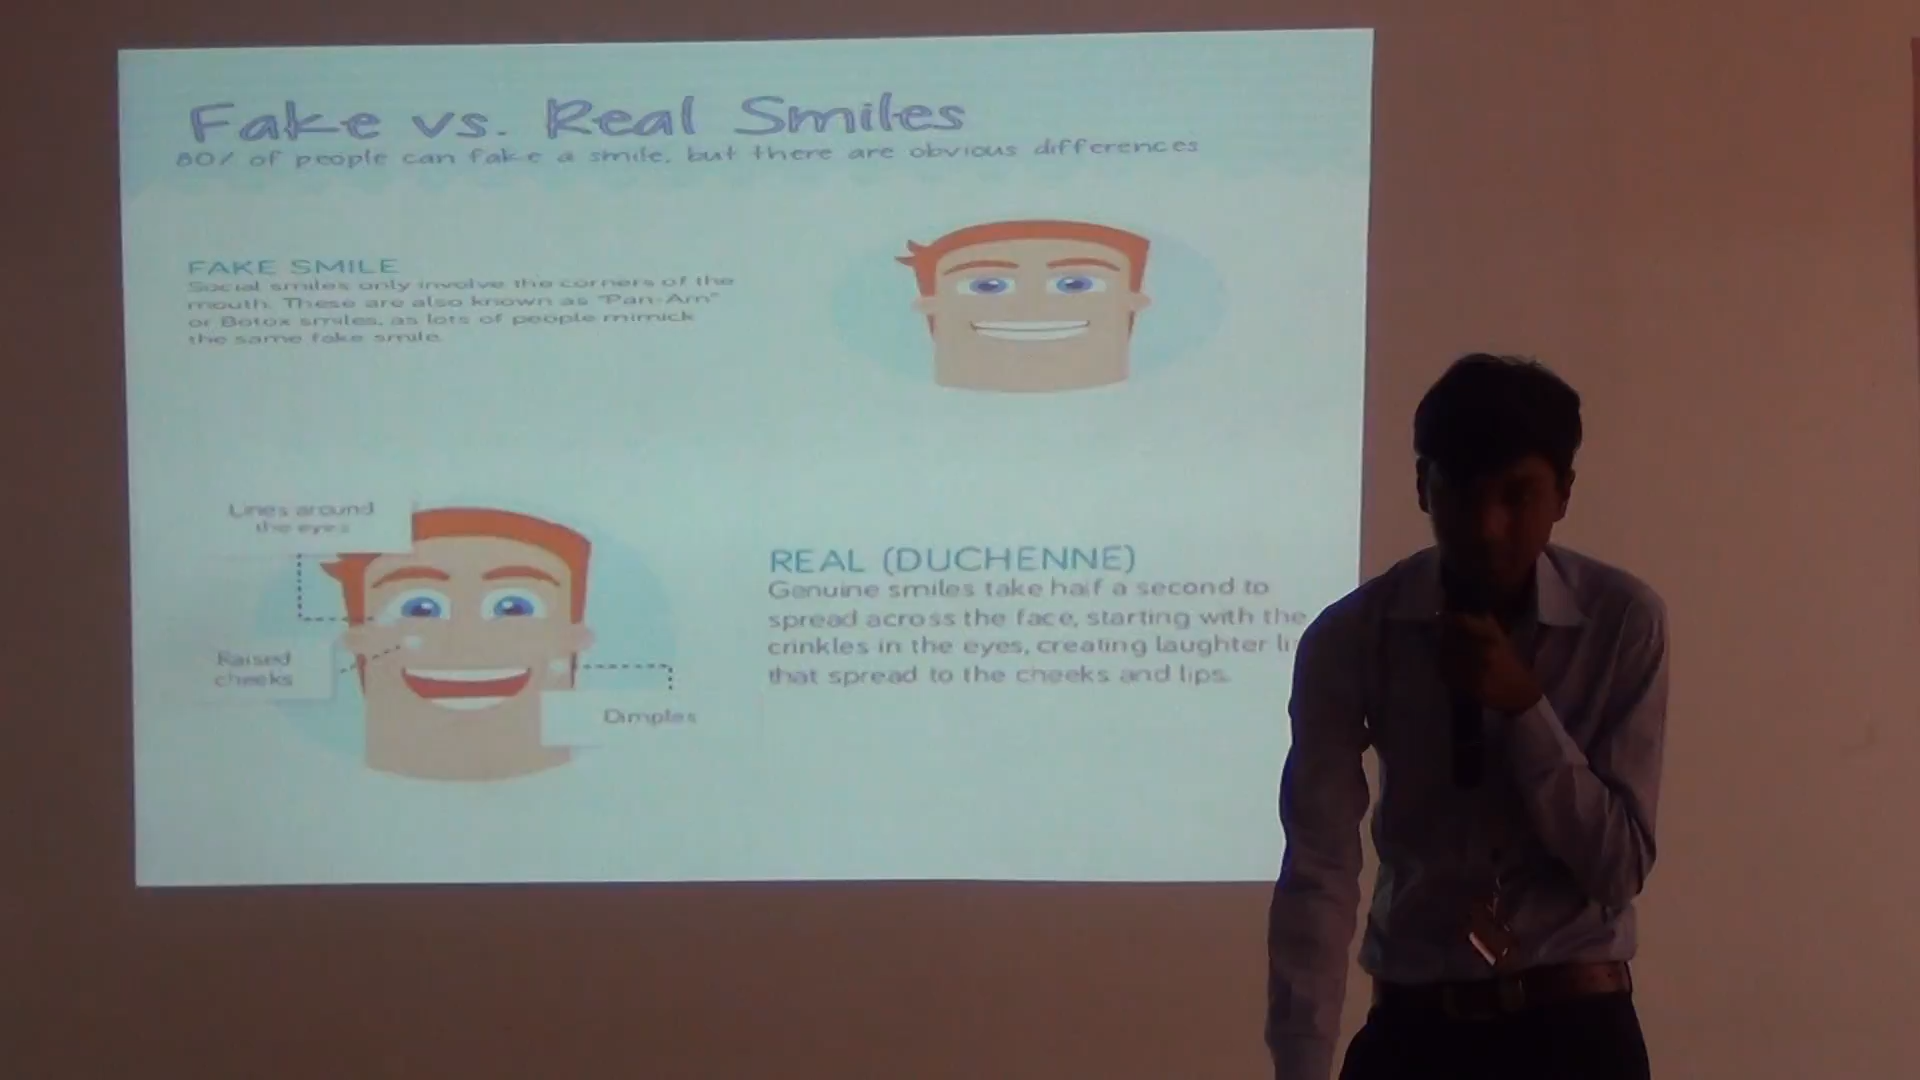 Fake vs. Real Smiles
80% of people can fake a smile, but there are obvious differences
FAKE SMILE
Social smiles only involve the corners of the
mouth. These are also known as "Pan-Am"
or Botox smiles, as lots of people mimick
the same fake smile.
Lines around
the eyes
Raised
cheeks
Dimples
REAL (DUCHENNE)
Genuine smiles take half a second to
spread across the face, starting with the
crinkles in the eyes, creating laughter li
that spread to the cheeks and lips.